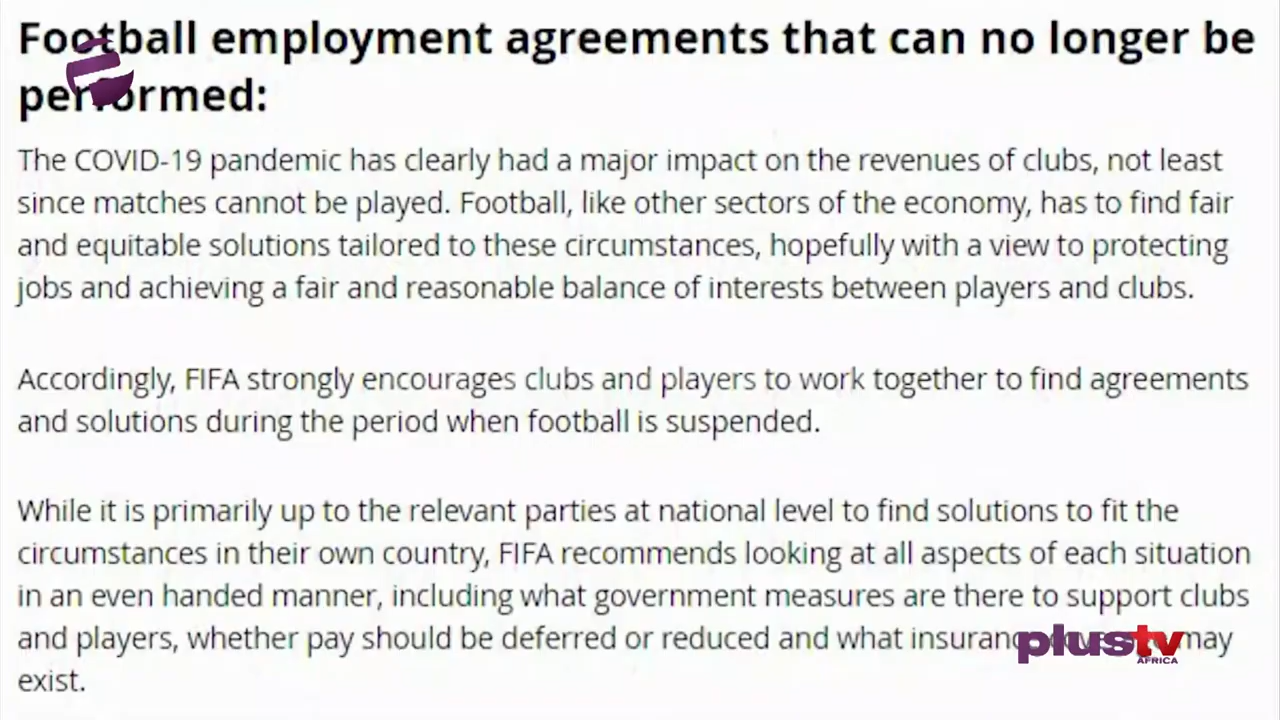 Football employment agreements that can no longer be
performed:
The COVID-19 pandemic has clearly had a major impact on the revenues of clubs, not least
since matches cannot be played. Football, like other sectors of the economy, has to find fair
and equitable solutions tailored to these circumstances, hopefully with a view to protecting
jobs and achieving a fair and reasonable balance of interests between players and clubs.
Accordingly, FIFA strongly encourages clubs and players to work together to find agreements
and solutions during the period when football is suspended.
While it is primarily up to the relevant parties at national level to find solutions to fit the
circumstances in their own country, FIFA recommends looking at all aspects of each situation
in an even handed manner, including what government measures are there to support clubs
and players, whether pay should be deferred or reduced and what may
exist.
plustv
AFRICA